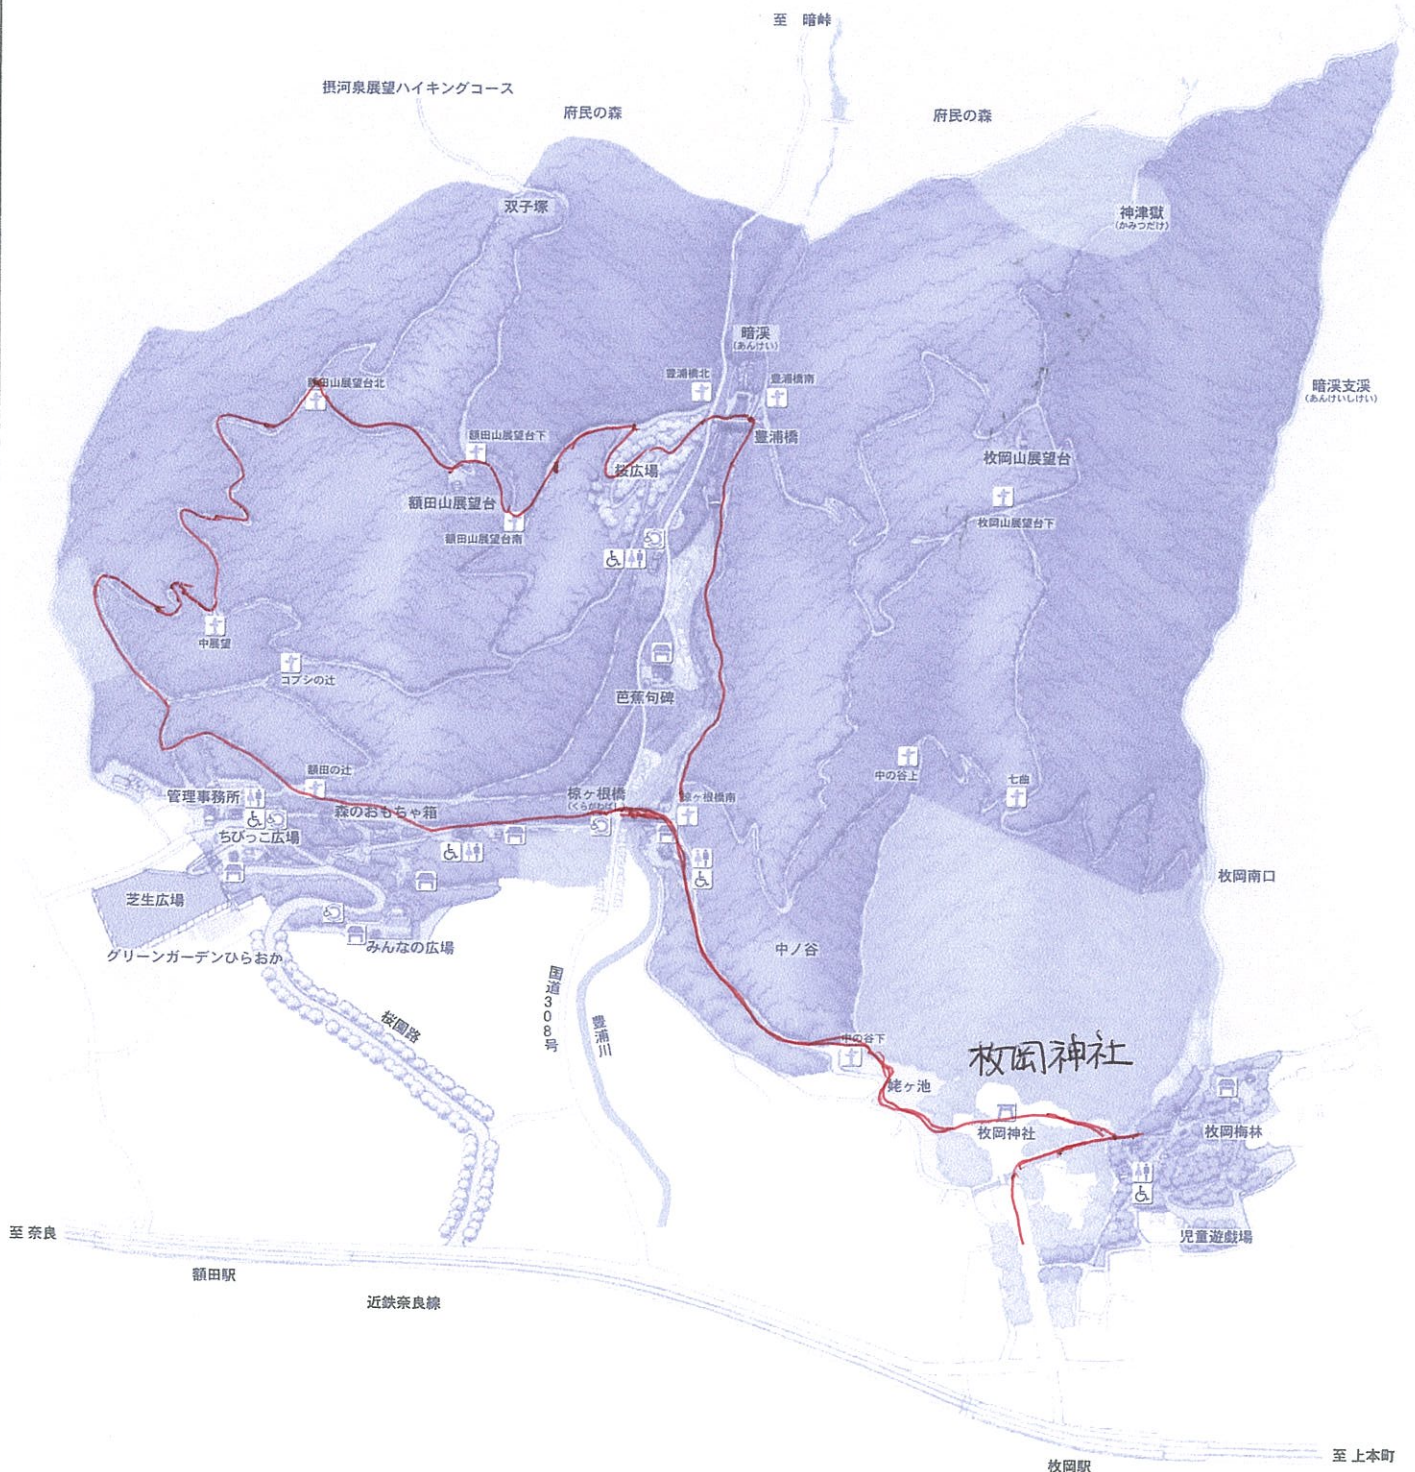 至 暗峠
摂河泉展望ハイキングコース
府民の森
府民の森
双子塚
神津獄
(かみつだけ)
暗渓
(あんけい)
豊浦橋北
豊浦橋南
額田山展望台北
暗渓支渓
(あんけいしけい)
額田山展望台下
豊浦橋
桜広場
枚岡山展望台
額田山展望台
枚岡山展望台下
額田山展望台南
中展望
コブシの辻
芭蕉句碑
額田の辻
中の谷上
七曲
管理事務所
椋ヶ根橋
(くらがねばし)
椋ヶ根橋南
森のおもちゃ箱
ちびっこ広場
枚岡南口
芝生広場
みんなの広場
中ノ谷
グリーンガーデンひらおか
国道308号
豊浦川
桜園路
中の谷下
枚岡神社
姥ヶ池
枚岡神社
枚岡梅林
児童遊戯場
至 奈良
額田駅
近鉄奈良線
枚岡駅
至 上本町